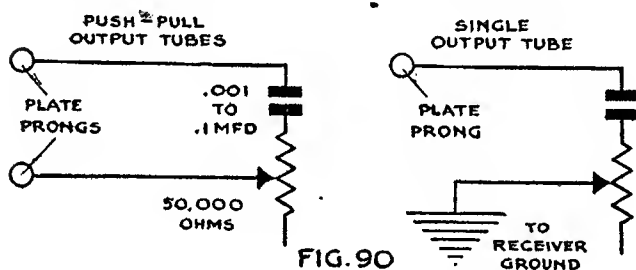 PUSH-PULL
OUTPUT TUBES
PLATE
PRONGS
.001
TO
.1MFD
50,000
OHMS
SINGLE
OUTPUT TUBE
PLATE
PRONG
TO
RECEIVER
GROUND
FIG.90